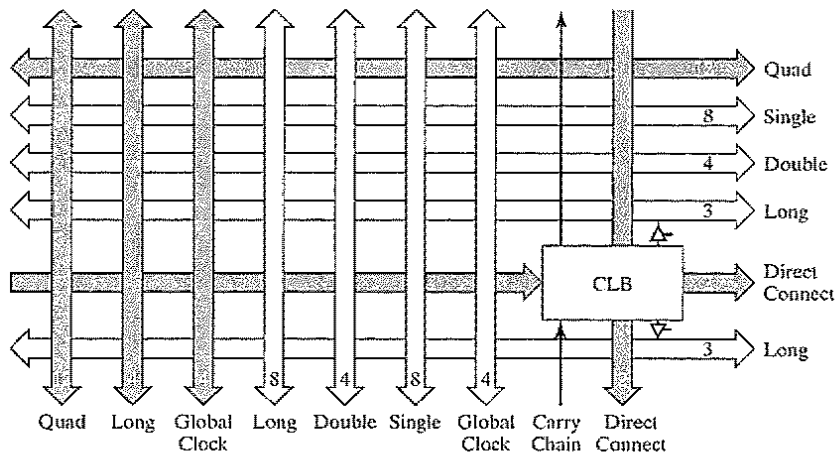 Quad
8 Single
4 Double
3 Long
CLB
Direct
Connect
3 Long
8 4 8 4
Quad Long Global Long Double Single Global Carry Direct
Clock Clock Chain Connect